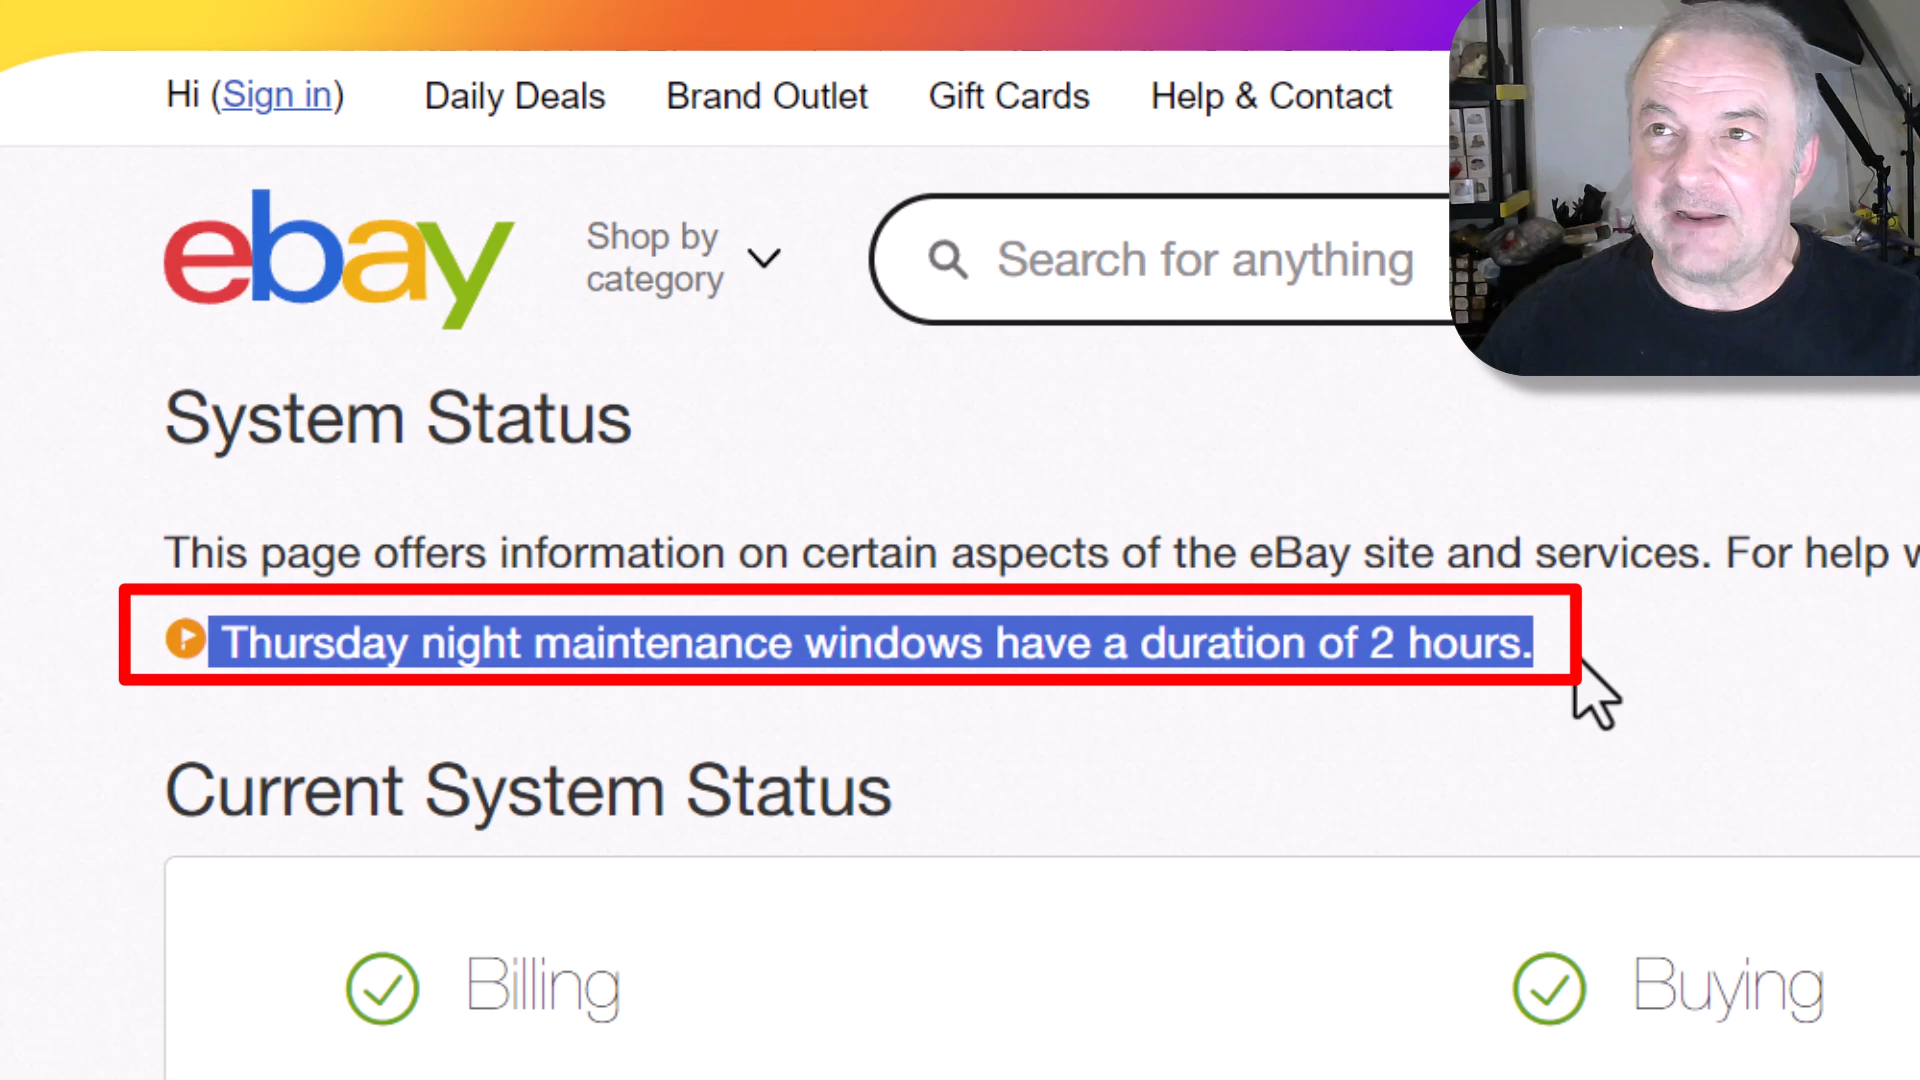 Hi (Sign in) Daily Deals Brand Outlet Gift Cards Help & Contact
ebay
Shop by
category
Search for anything
System Status
This page offers information on certain aspects of the eBay site and services. For help
Thursday night maintenance windows have a duration of 2 hours.
Current System Status
Billing
Buying